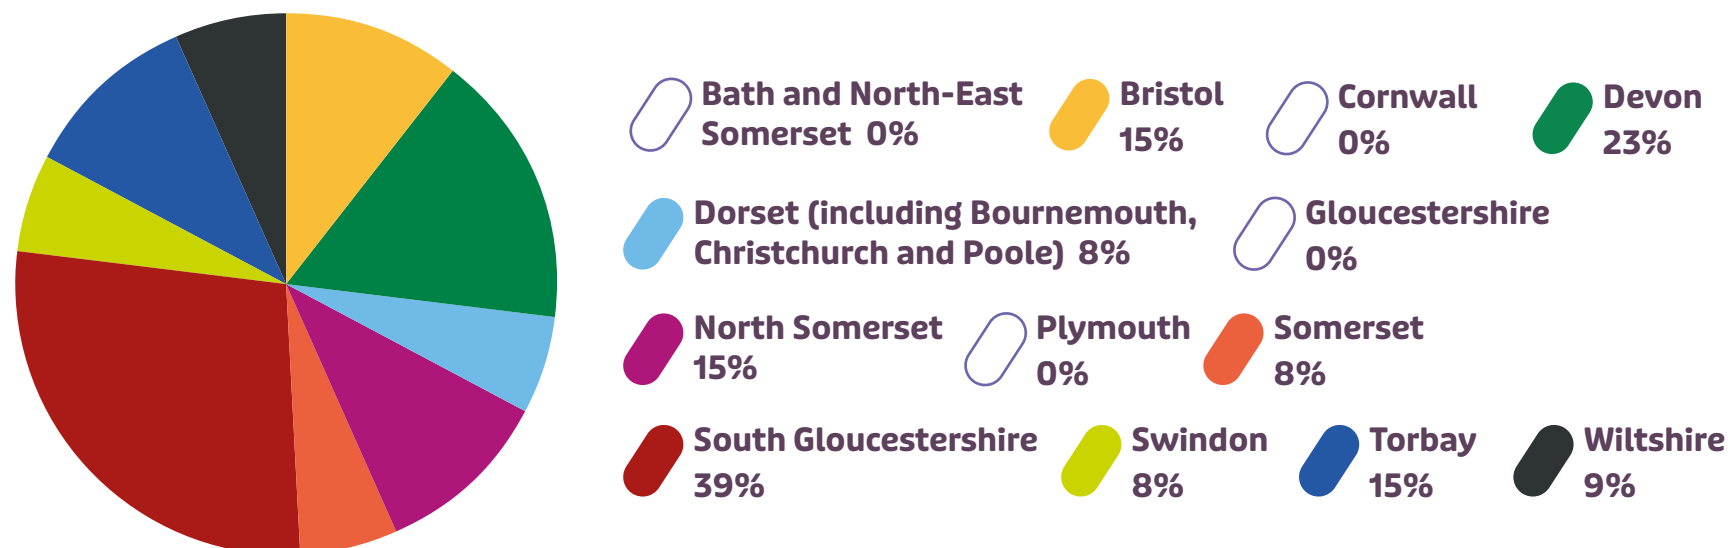 Bath and North-East
Somerset 0%
Bristol
15%
Cornwall
0%
Devon
23%
Dorset (including Bournemouth,
Christchurch and Poole) 8%
Gloucestershire
0%
North Somerset
15%
Plymouth
0%
Somerset
8%
South Gloucestershire
39%
Swindon
8%
Torbay
15%
Wiltshire
9%